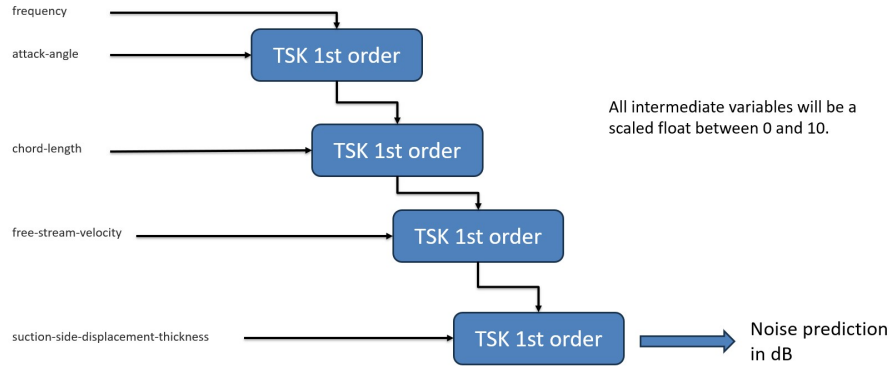 frequency
attack-angle
TSK 1st order
All intermediate variables will be a
scaled float between 0 and 10.
chord-length
TSK 1st order
free-stream-velocity
TSK 1st order
suction-side-displacement-thickness
TSK 1st order
Noise prediction
in dB